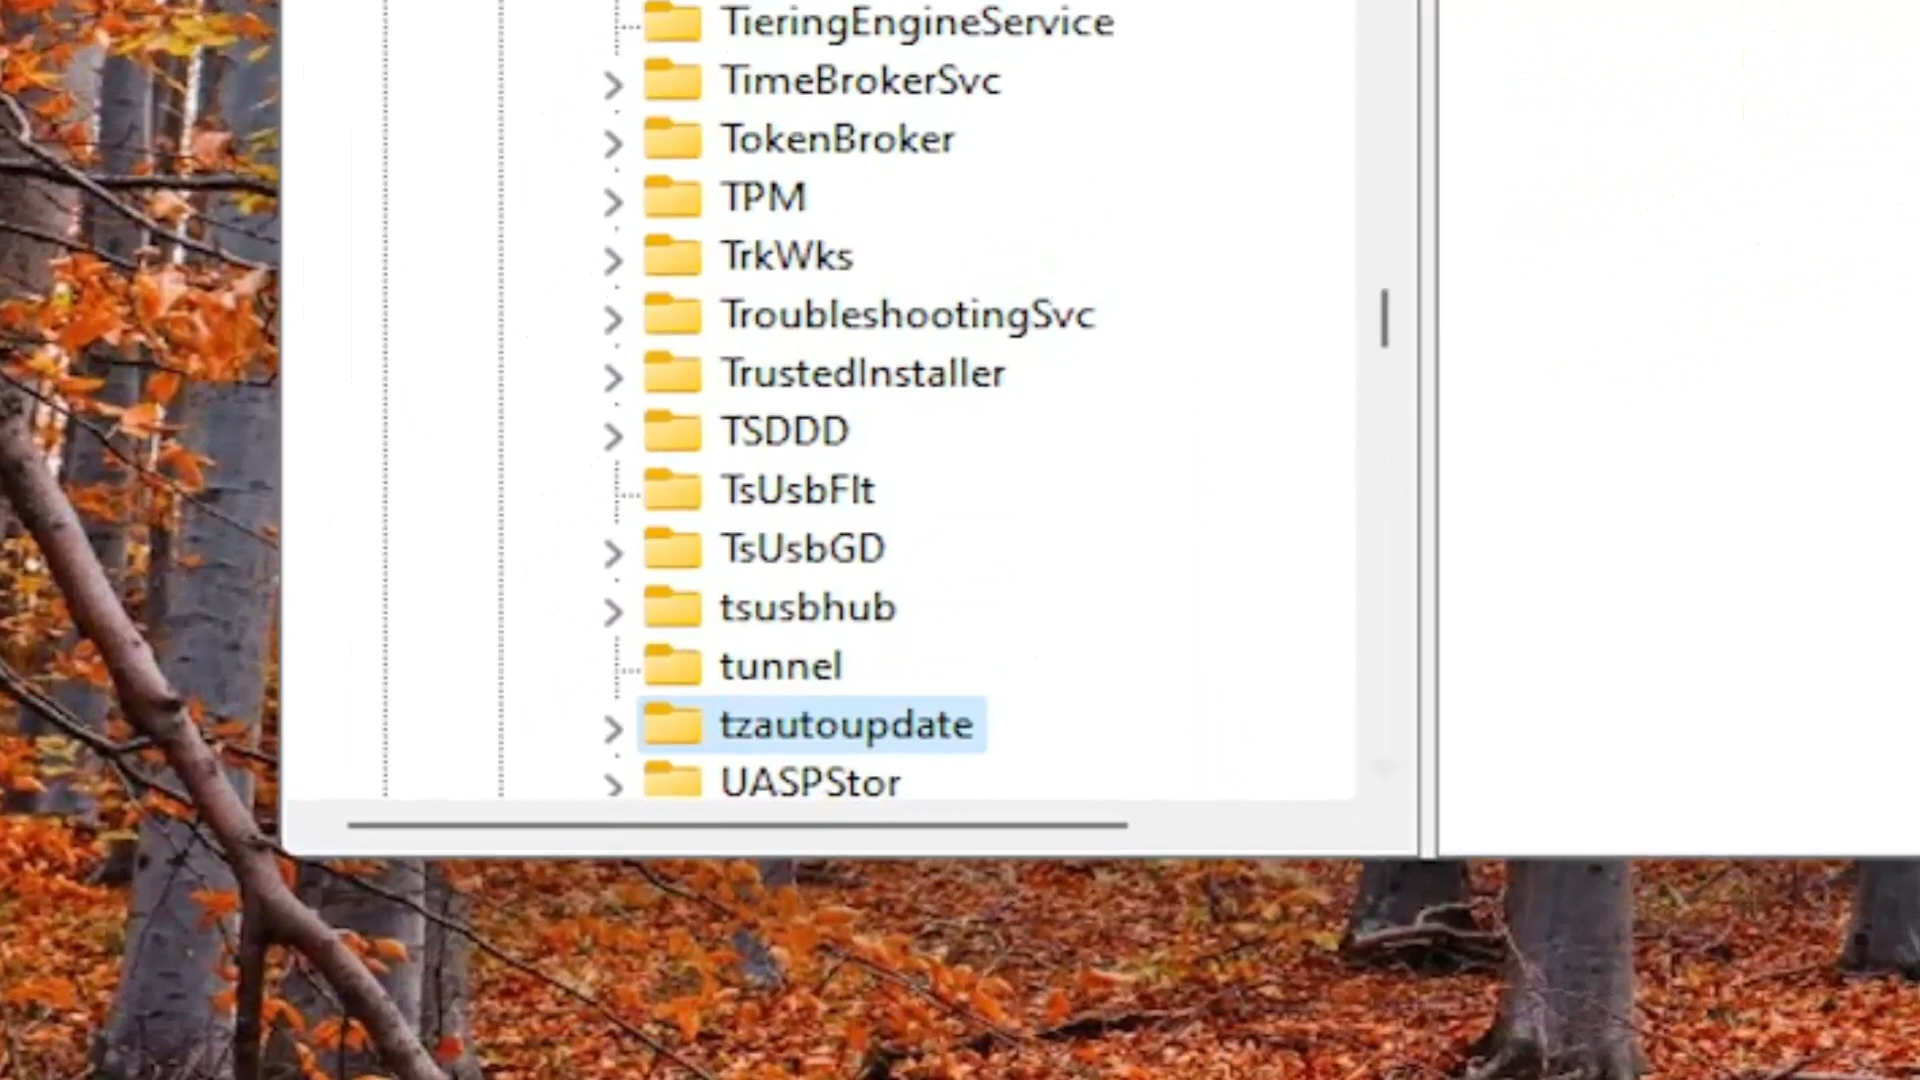 TieringEngineService
TimeBrokerSvc
TokenBroker
TPM
TrkWks
TroubleshootingSvc
TrustedInstaller
TSDDD
TsUsbFlt
TsUsbGD
tsusbhub
tunnel
tzautoupdate
UASPStor